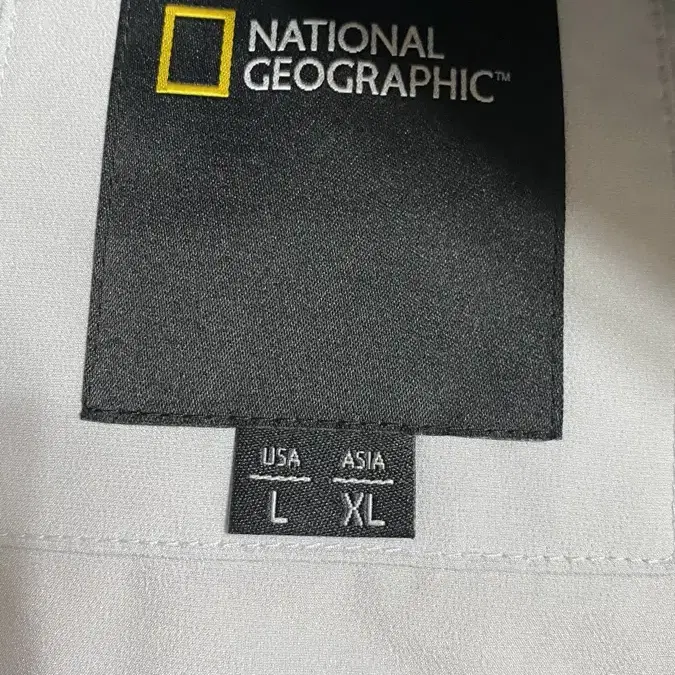 NATIONAL
GEOGRAPHIC™
USA ASIA
L XL